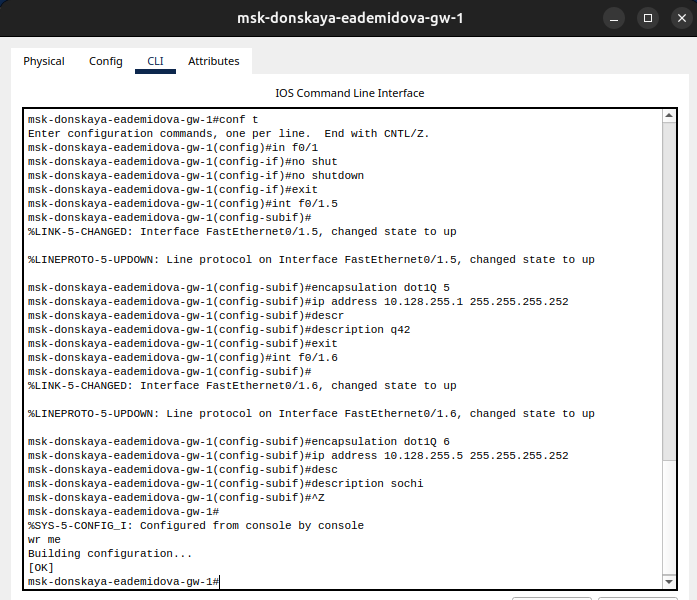 msk-donskaya-eademidova-gw-1
Physical Config CLI Attributes
IOS Command Line Interface
msk-donskaya-eademidova-gw-1#conf t
Enter configuration commands, one per line.  End with CNTL/Z.
msk-donskaya-eademidova-gw-1(config)#in f0/1
msk-donskaya-eademidova-gw-1(config-if)#no shut
msk-donskaya-eademidova-gw-1(config-if)#no shutdown
msk-donskaya-eademidova-gw-1(config-if)#exit
msk-donskaya-eademidova-gw-1(config)#int f0/1.5
msk-donskaya-eademidova-gw-1(config-subif)#
%LINK-5-CHANGED: Interface FastEthernet0/1.5, changed state to up
%LINEPROTO-5-UPDOWN: Line protocol on Interface FastEthernet0/1.5, changed state to up
msk-donskaya-eademidova-gw-1(config-subif)#encapsulation dot1Q 5
msk-donskaya-eademidova-gw-1(config-subif)#ip address 10.128.255.1 255.255.255.252
msk-donskaya-eademidova-gw-1(config-subif)#descr
msk-donskaya-eademidova-gw-1(config-subif)#description q42
msk-donskaya-eademidova-gw-1(config-subif)#exit
msk-donskaya-eademidova-gw-1(config)#int f0/1.6
msk-donskaya-eademidova-gw-1(config-subif)#
%LINK-5-CHANGED: Interface FastEthernet0/1.6, changed state to up
%LINEPROTO-5-UPDOWN: Line protocol on Interface FastEthernet0/1.6, changed state to up
msk-donskaya-eademidova-gw-1(config-subif)#encapsulation dot1Q 6
msk-donskaya-eademidova-gw-1(config-subif)#ip address 10.128.255.5 255.255.255.252
msk-donskaya-eademidova-gw-1(config-subif)#desc
msk-donskaya-eademidova-gw-1(config-subif)#description sochi
msk-donskaya-eademidova-gw-1(config-subif)#^Z
msk-donskaya-eademidova-gw-1#
%SYS-5-CONFIG_I: Configured from console by console
wr me
Building configuration...
[OK]
msk-donskaya-eademidova-gw-1#